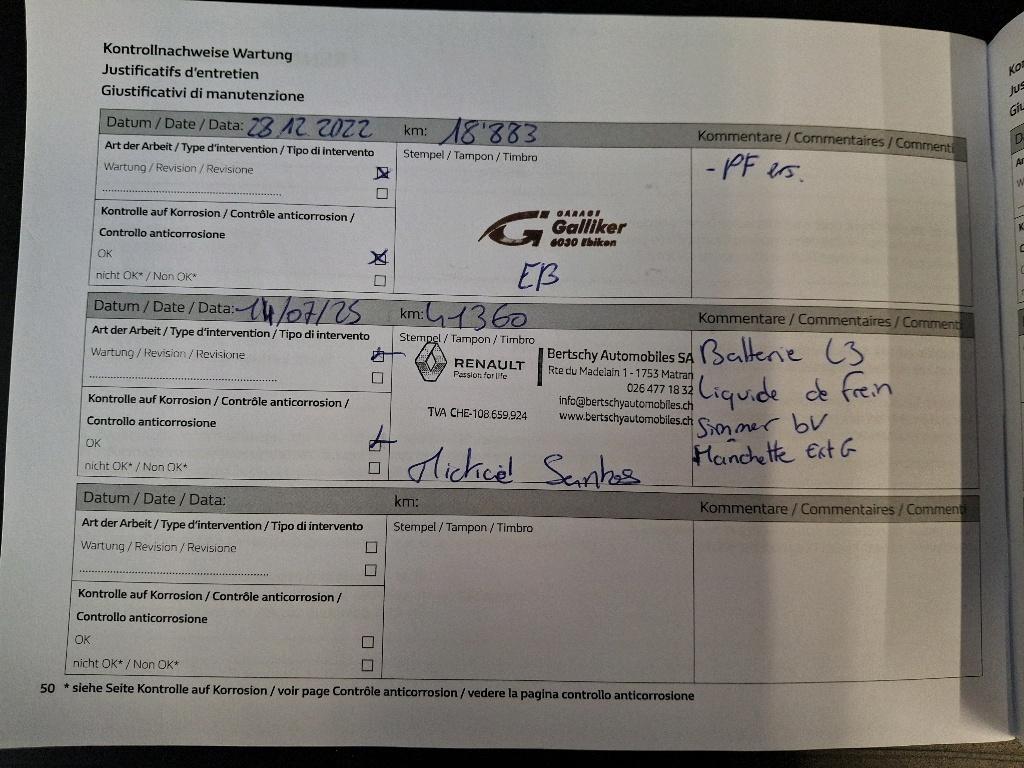 Kontrollnachweise Wartung
Justificatifs d'entretien
Giustificativi di manutenzione
Datum / Date / Data: 28.12.2022 km: 18'883 Kommentare / Commentaires / Commenti
Art der Arbeit / Type d'intervention / Tipo di intervento
Wartung / Revision / Revisione
Kontrolle auf Korrosion / Contrôle anticorrosion /
Controllo anticorrosione
OK
nicht OK* / Non OK*
Stempel / Tampon / Timbro
GARAGE
Galliker
6030 Ebikon
EB
- PF ers.
Datum / Date / Data: 14/07/25 km: 41360 Kommentare / Commentaires / Commenti
Art der Arbeit / Type d'intervention / Tipo di intervento
Wartung / Revision / Revisione
Kontrolle auf Korrosion / Contrôle anticorrosion /
Controllo anticorrosione
OK
nicht OK* / Non OK*
Stempel / Tampon / Timbro
RENAULT
Passion for life
Bertschy Automobiles SA
Rte du Madelain 1 - 1753 Matran
026 477 18 32
info@bertschyautomobiles.ch
www.bertschyautomobiles.ch
TVA CHE-108.659.924
Batterie
Liquide de Frein
Simmer bV
Manchette Ext G
Datum / Date / Data: km: Kommentare / Commentaires / Commenti
Art der Arbeit / Type d'intervention / Tipo di intervento
Wartung / Revision / Revisione
Kontrolle auf Korrosion / Contrôle anticorrosion /
Controllo anticorrosione
OK
nicht OK* / Non OK*
Stempel / Tampon / Timbro
50 * siehe Seite Kontrolle auf Korrosion / voir page Contrôle anticorrosion / vedere la pagina controllo anticorrosione